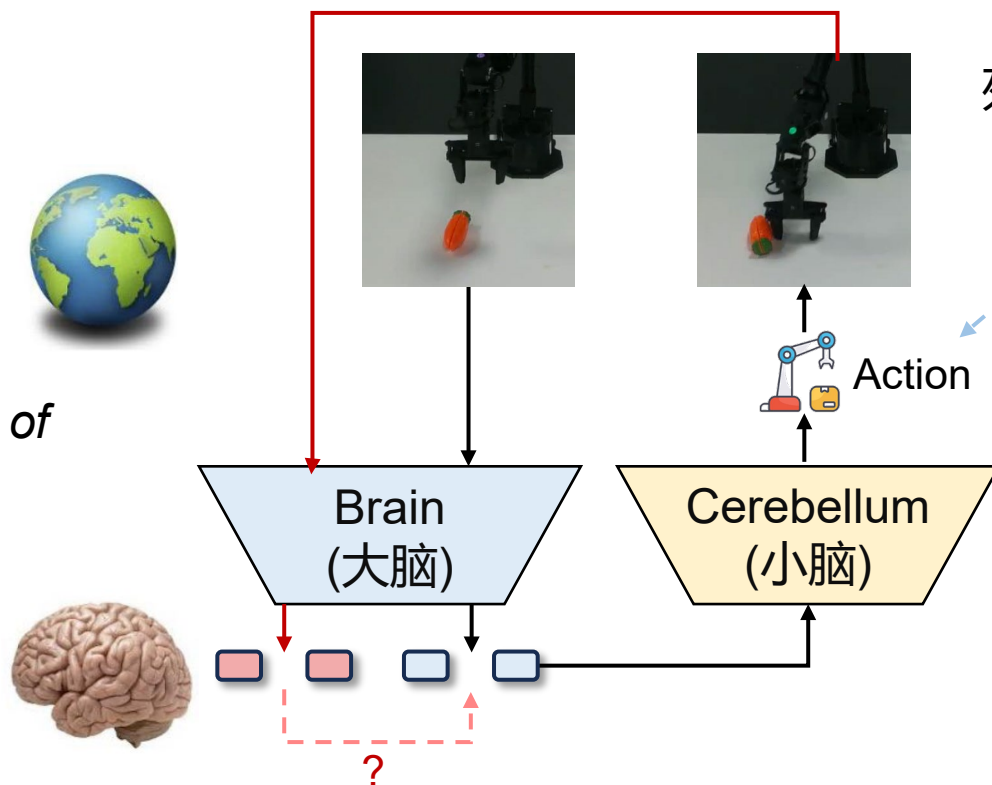 Action
of
Brain
(大脑)
Cerebellum
(小脑)
?